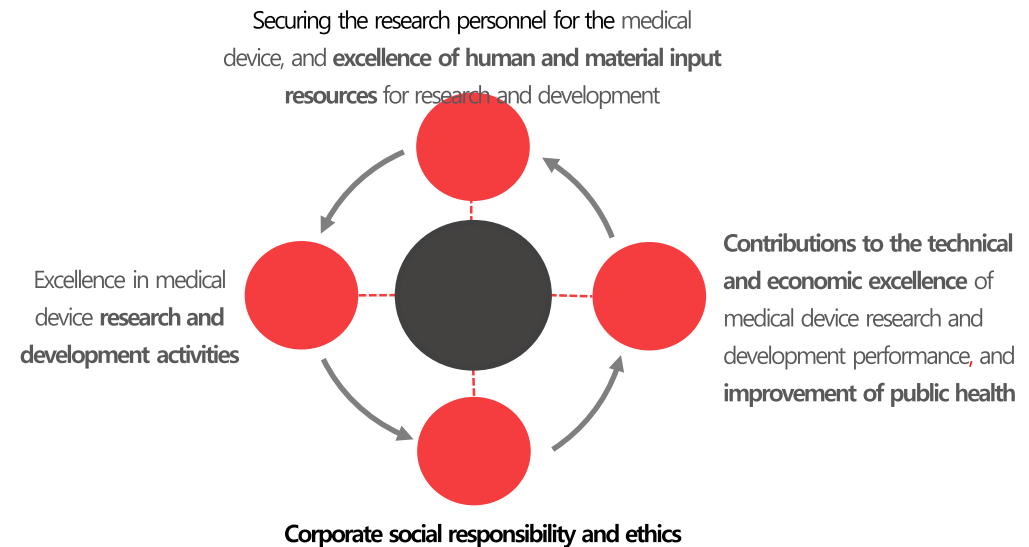 Securing the research personnel for the medical
device, and excellence of human and material input
resources for research and development
Excellence in medical
device research and
development activities
Contributions to the technical
and economic excellence of
medical device research and
development performance, and
improvement of public health
Corporate social responsibility and ethics